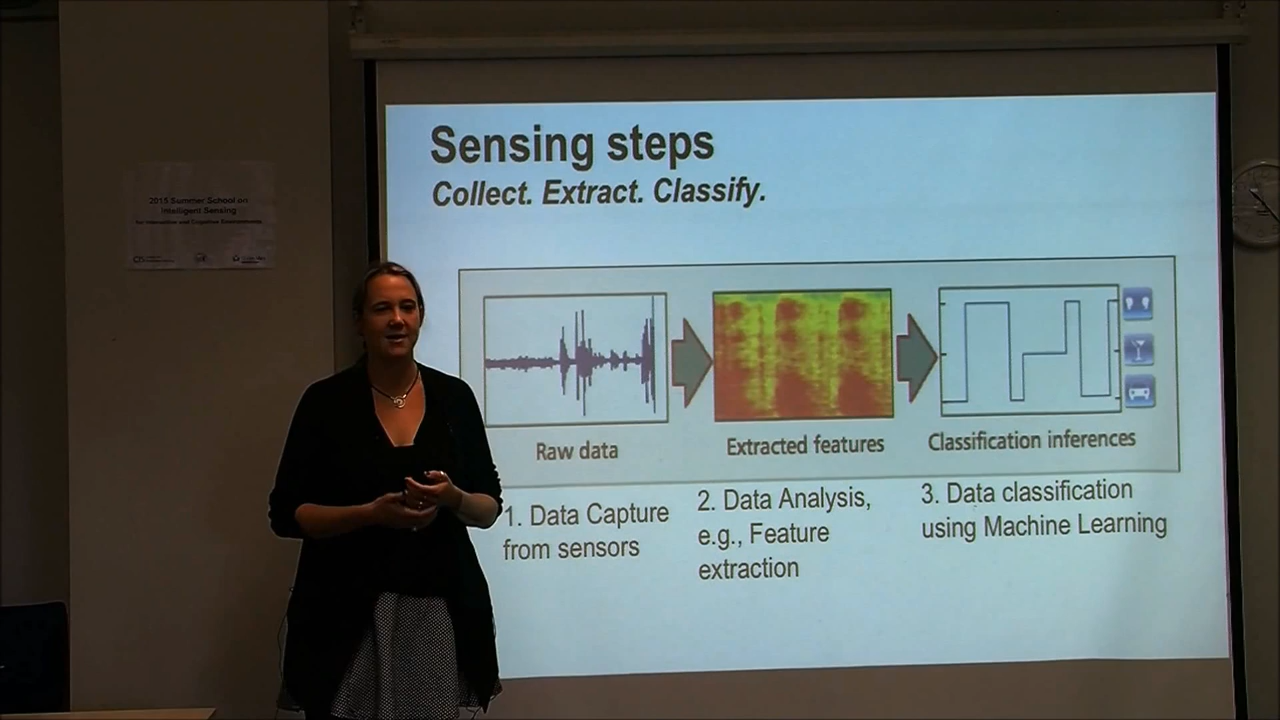 Sensing steps
Collect. Extract. Classify.
2015 Summer School on
Intelligent Sensing
Raw data
Extracted features
Classification inferences
1. Data Capture
from sensors
2. Data Analysis,
e.g., Feature
extraction
3. Data classification
using Machine Learning